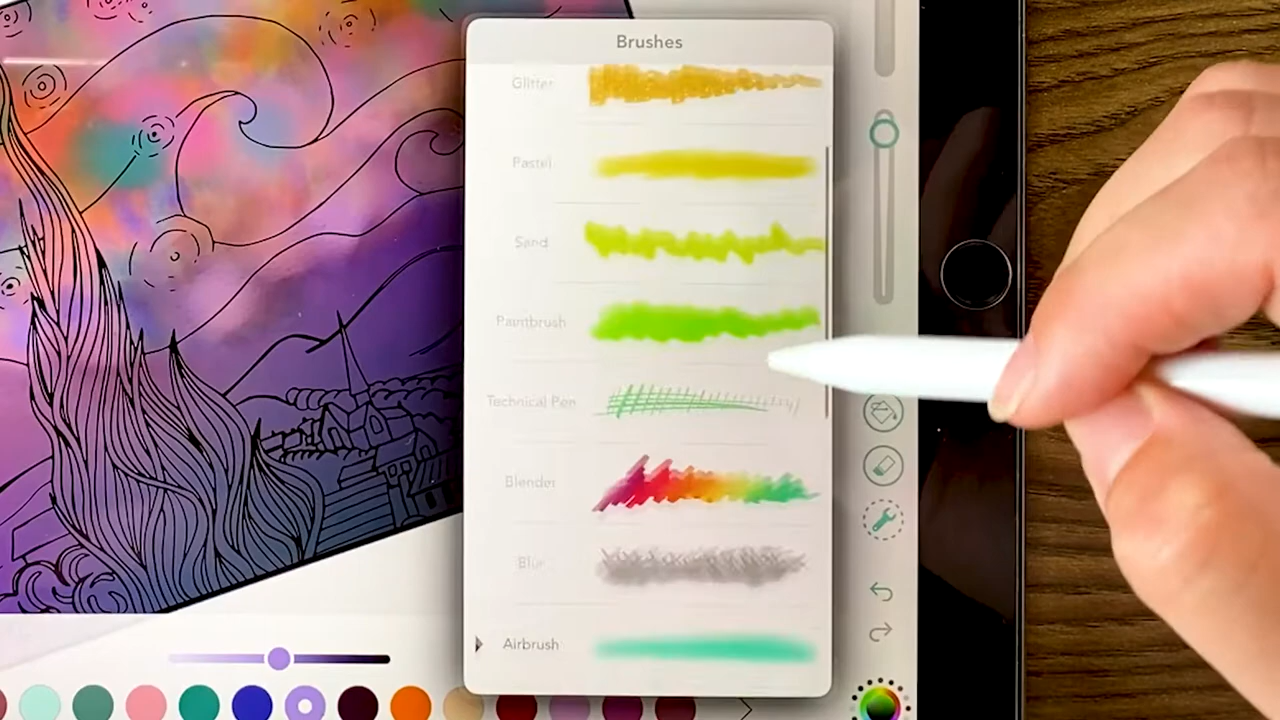 Brushes
Glitter
Pastel
Sand
Paintbrush
Technical Pen
Blender
Blur
Airbrush